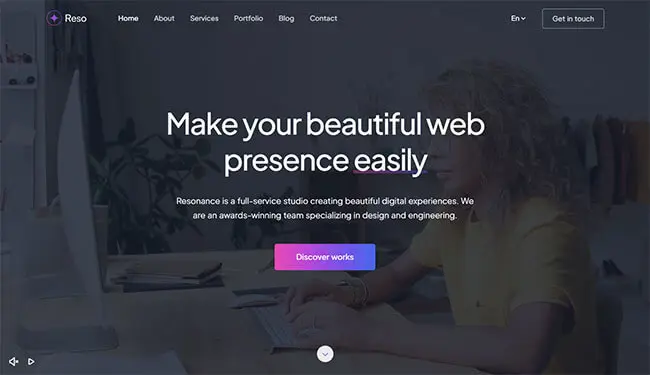 Reso
Home About Services Portfolio Blog Contact
En
Get in touch
Make your beautiful web
presence easily
Resonance is a full-service studio creating beautiful digital experiences. We
are an awards-winning team specializing in design and engineering.
Discover works